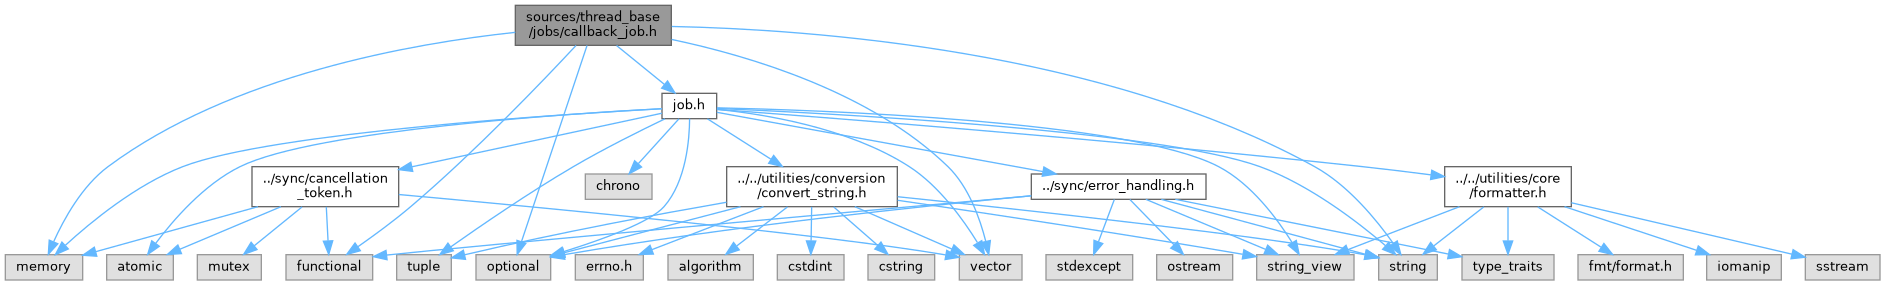 sources/thread_base
/jobs/callback_job.h
job.h
../sync/cancellation
_token.h
chrono
../../utilities/conversion
/convert_string.h
../sync/error_handling.h
../../utilities/core
/formatter.h
memory
atomic
mutex
functional
tuple
optional
errno.h
algorithm
cstdint
cstring
vector
stdexcept
ostream
string_view
string
type_traits
fmt/format.h
iomanip
sstream